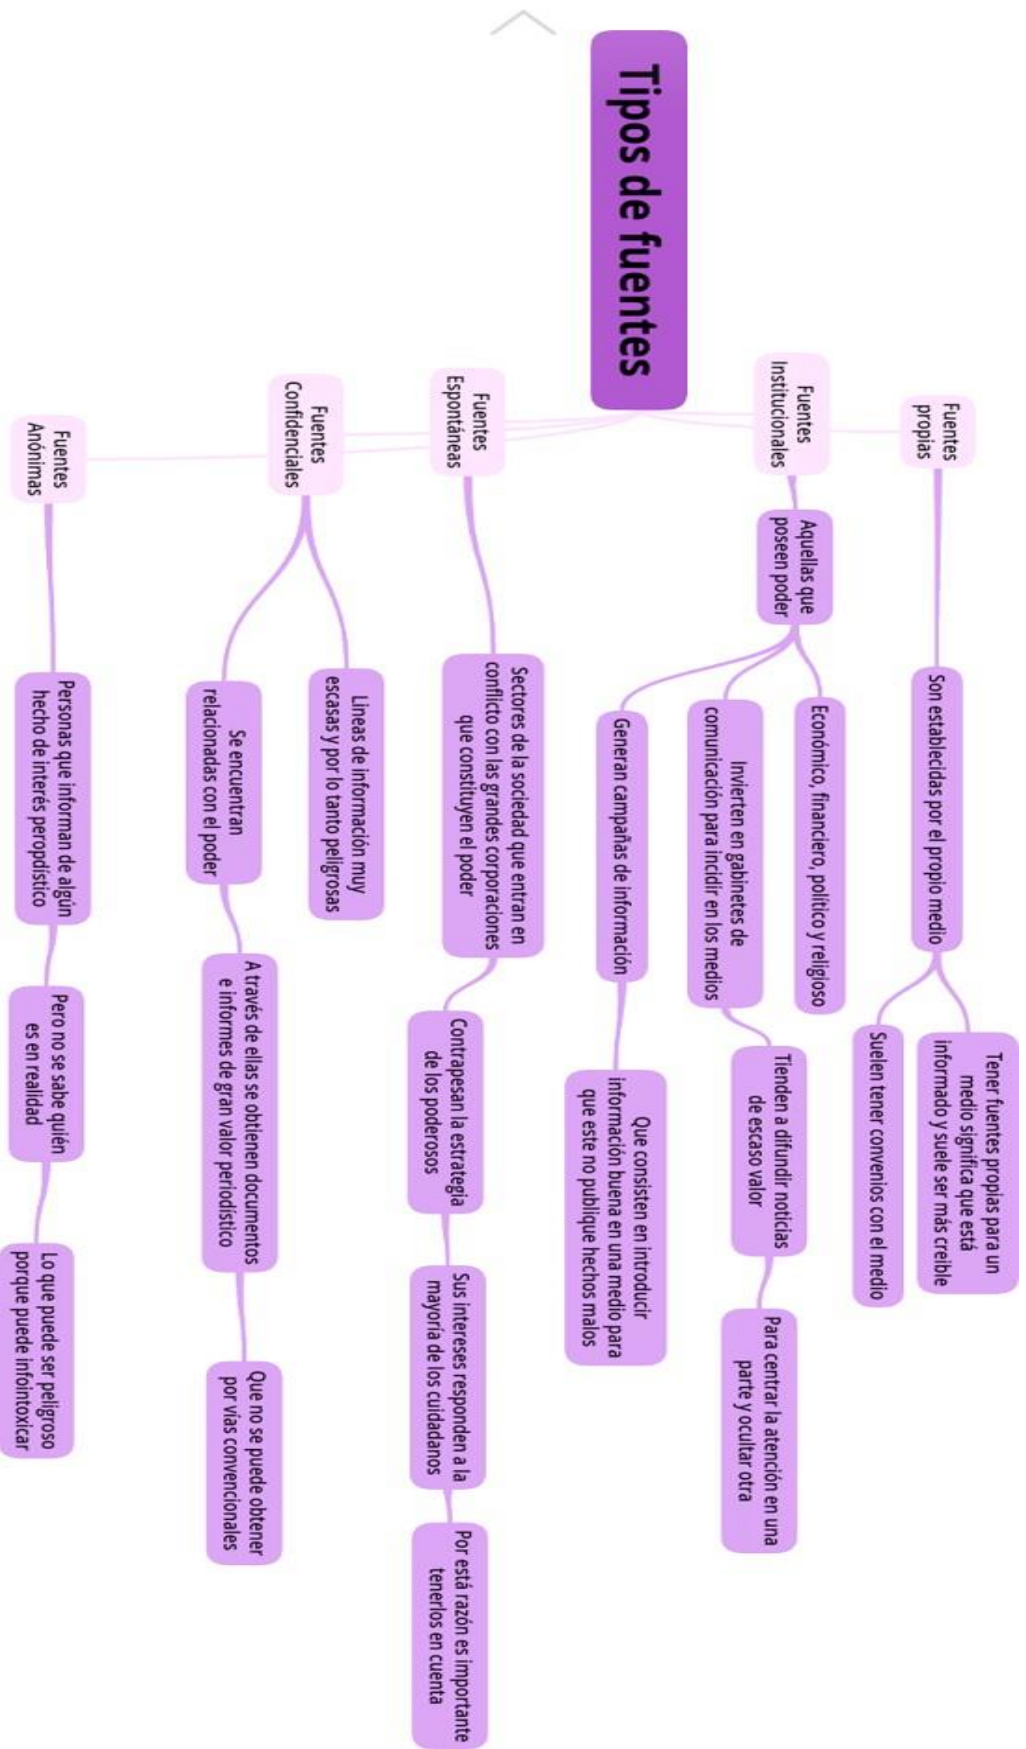 Tipos de fuentes
Fuentes
propias
Son establecidas por el propio medio
Tener fuentes propias para un
medio significa que está
informado y suele ser más creible
Suelen tener convenios con el medio
Fuentes
Institucionales
Aquellas que
poseen poder
Económico, financiero, político y religioso
Invierten en gabinetes de
comunicación para incidir en los medios
Tienden a difundir noticias
de escaso valor
Para centrar la atención en una
parte y ocultar otra
Generan campañas de información
Que consisten en introducir
información buena en una medio para
que este no publique hechos malos
Fuentes
Espontáneas
Sectores de la sociedad que entran en
conflicto con las grandes corporaciones
que constituyen el poder
Contrapesan la estrategia
de los poderosos
Sus intereses responden a la
mayoría de los cuidadanos
Por está razón es importante
tenerlos en cuenta
Fuentes
Confidenciales
Lineas de información muy
escasas y por lo tanto peligrosas
Se encuentran
relacionadas con el poder
A través de ellas se obtienen documentos
e informes de gran valor periodístico
Que no se puede obtener
por vías convencionales
Fuentes
Anónimas
Personas que informan de algún
hecho de interés peropdístico
Pero no se sabe quién
es en realidad
Lo que puede ser peligroso
porque puede infointoxicar